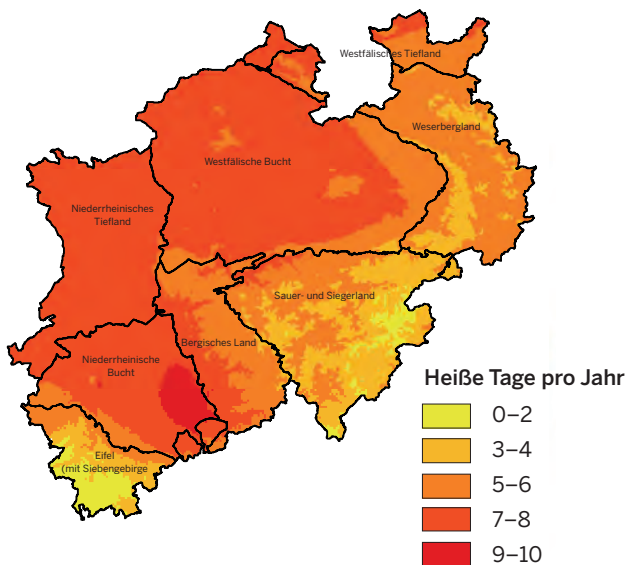 Westfälisches Tiefland
Weserbergland
Westfälische Bucht
Niederrheinisches
Tiefland
Sauer- und Siegerland
Bergisches Land
Niederrheinische
Bucht
Eifel
(mit Siebengebirge
Heiße Tage pro Jahr
0–2
3–4
5–6
7–8
9–10